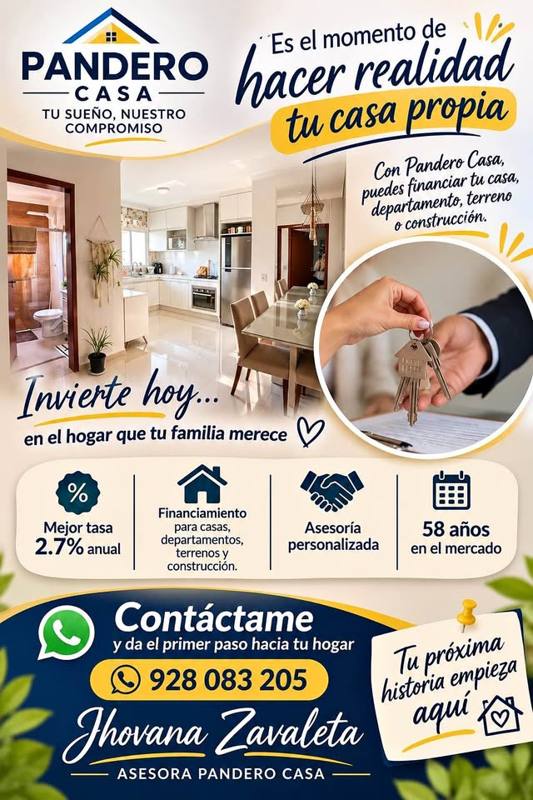 PANDERO
CASA
TU SUEÑO, NUESTRO
COMPROMISO
Es el momento de
hacer realidad
tu casa propia
Con Pandero Casa,
puedes financiar tu casa,
departamento, terreno
o construcción.
Invierte hoy...
en el hogar que tu familia merece
%
Mejor tasa
2.7% anual
Financiamiento
para casas,
departamentos,
terrenos y
construcción.
Asesoría
personalizada
58 años
en el mercado
Contáctame
y da el primer paso hacia tu hogar
928 083 205
Jhovana Zavaleta
ASESORA PANDERO CASA
Tu próxima
historia empieza
aquí